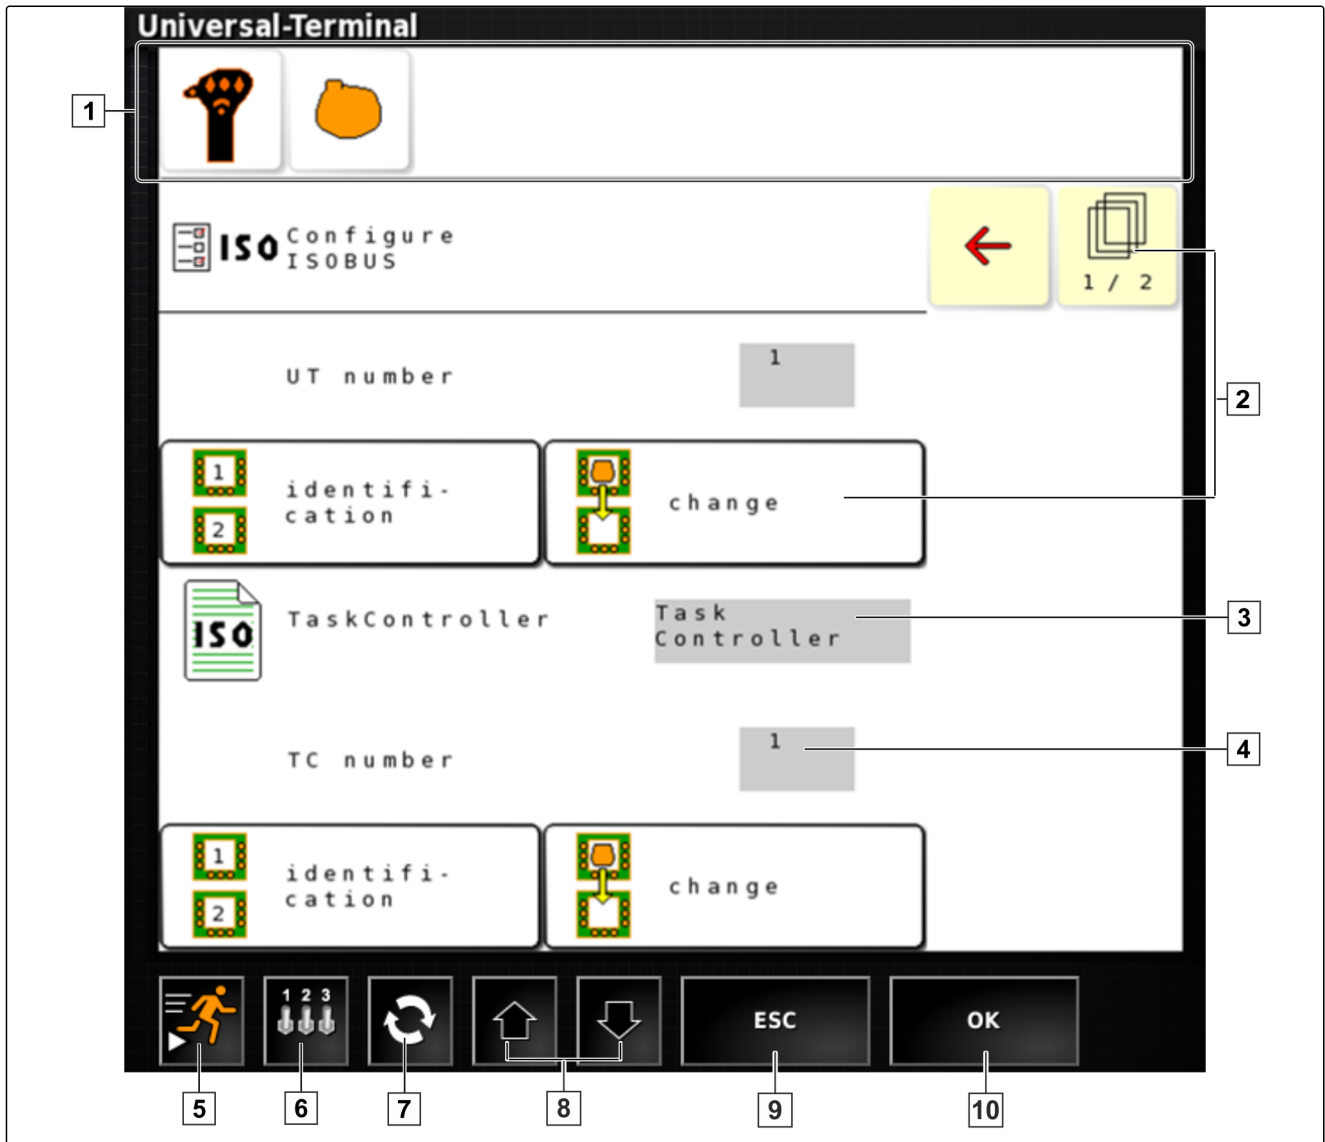 Universal-Terminal
1
ISO
Configure
ISOBUS
1 / 2
UT number
1
2
1
2
identifi-
cation
change
ISO
TaskController
Task
Controller
3
TC number
1
4
1
2
identifi-
cation
change
1 2 3
ESC
OK
5
6
7
8
9
10